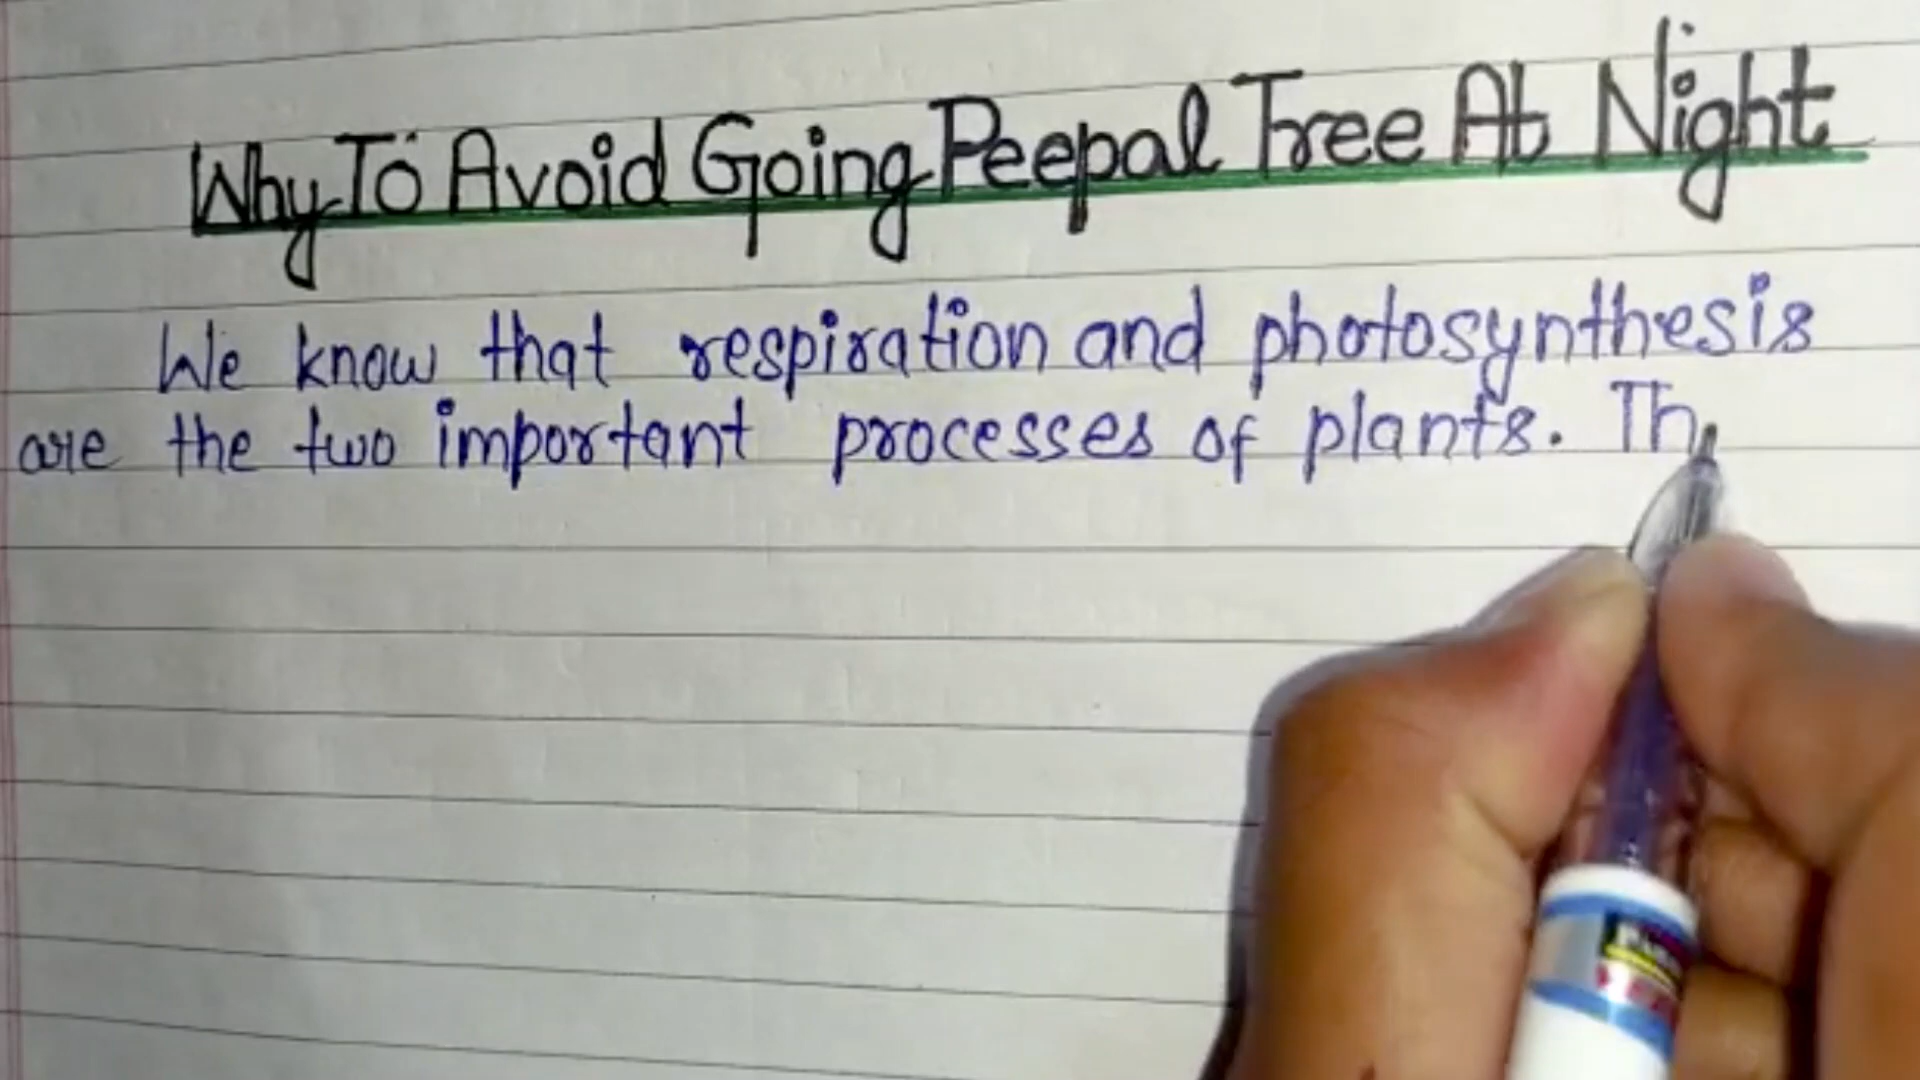 Why To Avoid Going Peepal Tree At Night
We know that respiration and photosynthesis
are the two important processes of plants. Th